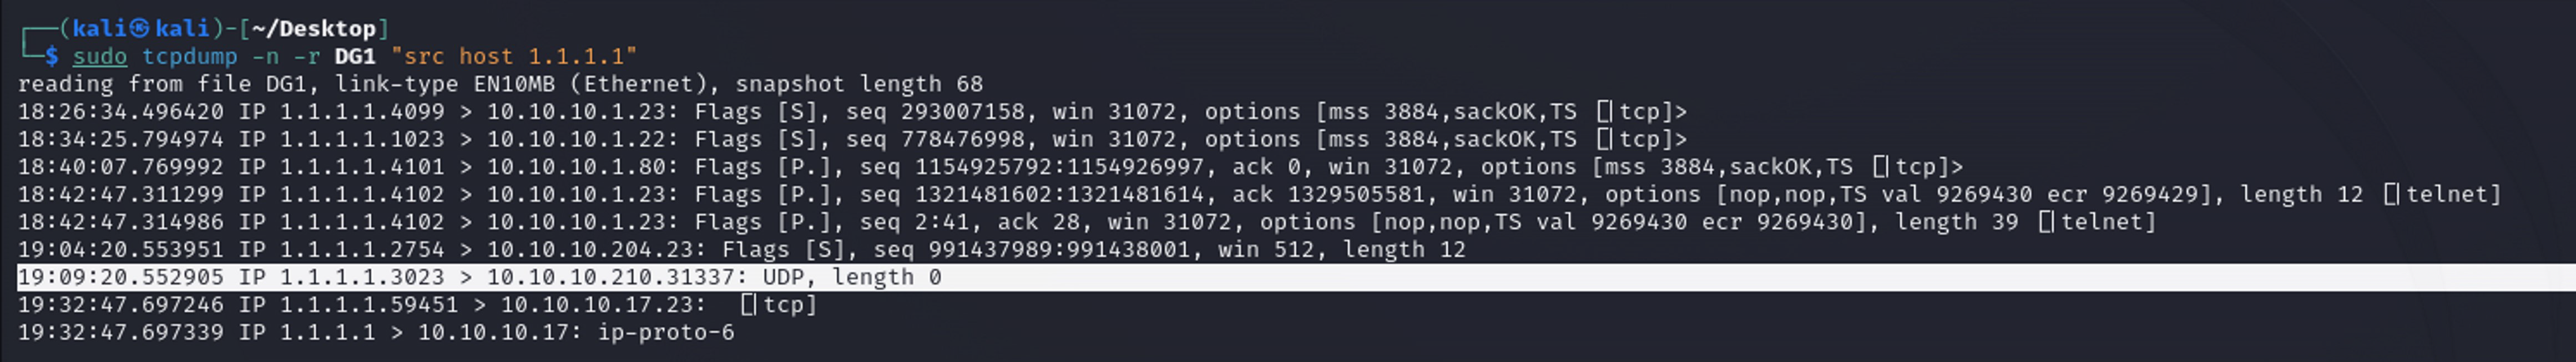 ┌──(kali㉿kali)-[~/Desktop]
└─$ sudo tcpdump -n -r DG1 "src host 1.1.1.1"
reading from file DG1, link-type EN10MB (Ethernet), snapshot length 68
18:26:34.496420 IP 1.1.1.1.4099 > 10.10.10.1.23: Flags [S], seq 293007158, win 31072, options [mss 3884,sackOK,TS [|tcp]>
18:34:25.794974 IP 1.1.1.1.1023 > 10.10.10.1.22: Flags [S], seq 778476998, win 31072, options [mss 3884,sackOK,TS [|tcp]>
18:40:07.769992 IP 1.1.1.1.4101 > 10.10.10.1.80: Flags [P.], seq 1154925792:1154926997, ack 0, win 31072, options [mss 3884,sackOK,TS [|tcp]>
18:42:47.311299 IP 1.1.1.1.4102 > 10.10.10.1.23: Flags [P.], seq 1321481602:1321481614, ack 1329505581, win 31072, options [nop,nop,TS val 9269430 ecr 9269429], length 12 [|telnet]
18:42:47.314986 IP 1.1.1.1.4102 > 10.10.10.1.23: Flags [P.], seq 2:41, ack 28, win 31072, options [nop,nop,TS val 9269430 ecr 9269430], length 39 [|telnet]
19:04:20.553951 IP 1.1.1.1.2754 > 10.10.10.204.23: Flags [S], seq 991437989:991438001, win 512, length 12
19:09:20.552905 IP 1.1.1.1.3023 > 10.10.10.210.31337: UDP, length 0
19:32:47.697246 IP 1.1.1.1.59451 > 10.10.10.17.23:  [|tcp]
19:32:47.697339 IP 1.1.1.1 > 10.10.10.17: ip-proto-6